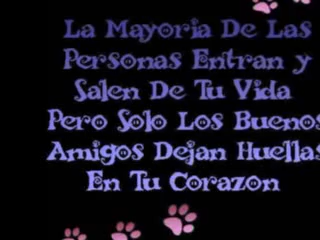 La Mayoria De Las
Personas Entran y
Salen De Tu Vida
Pero Solo Los Buenos
Amigos Dejan Huellas
En Tu Corazon